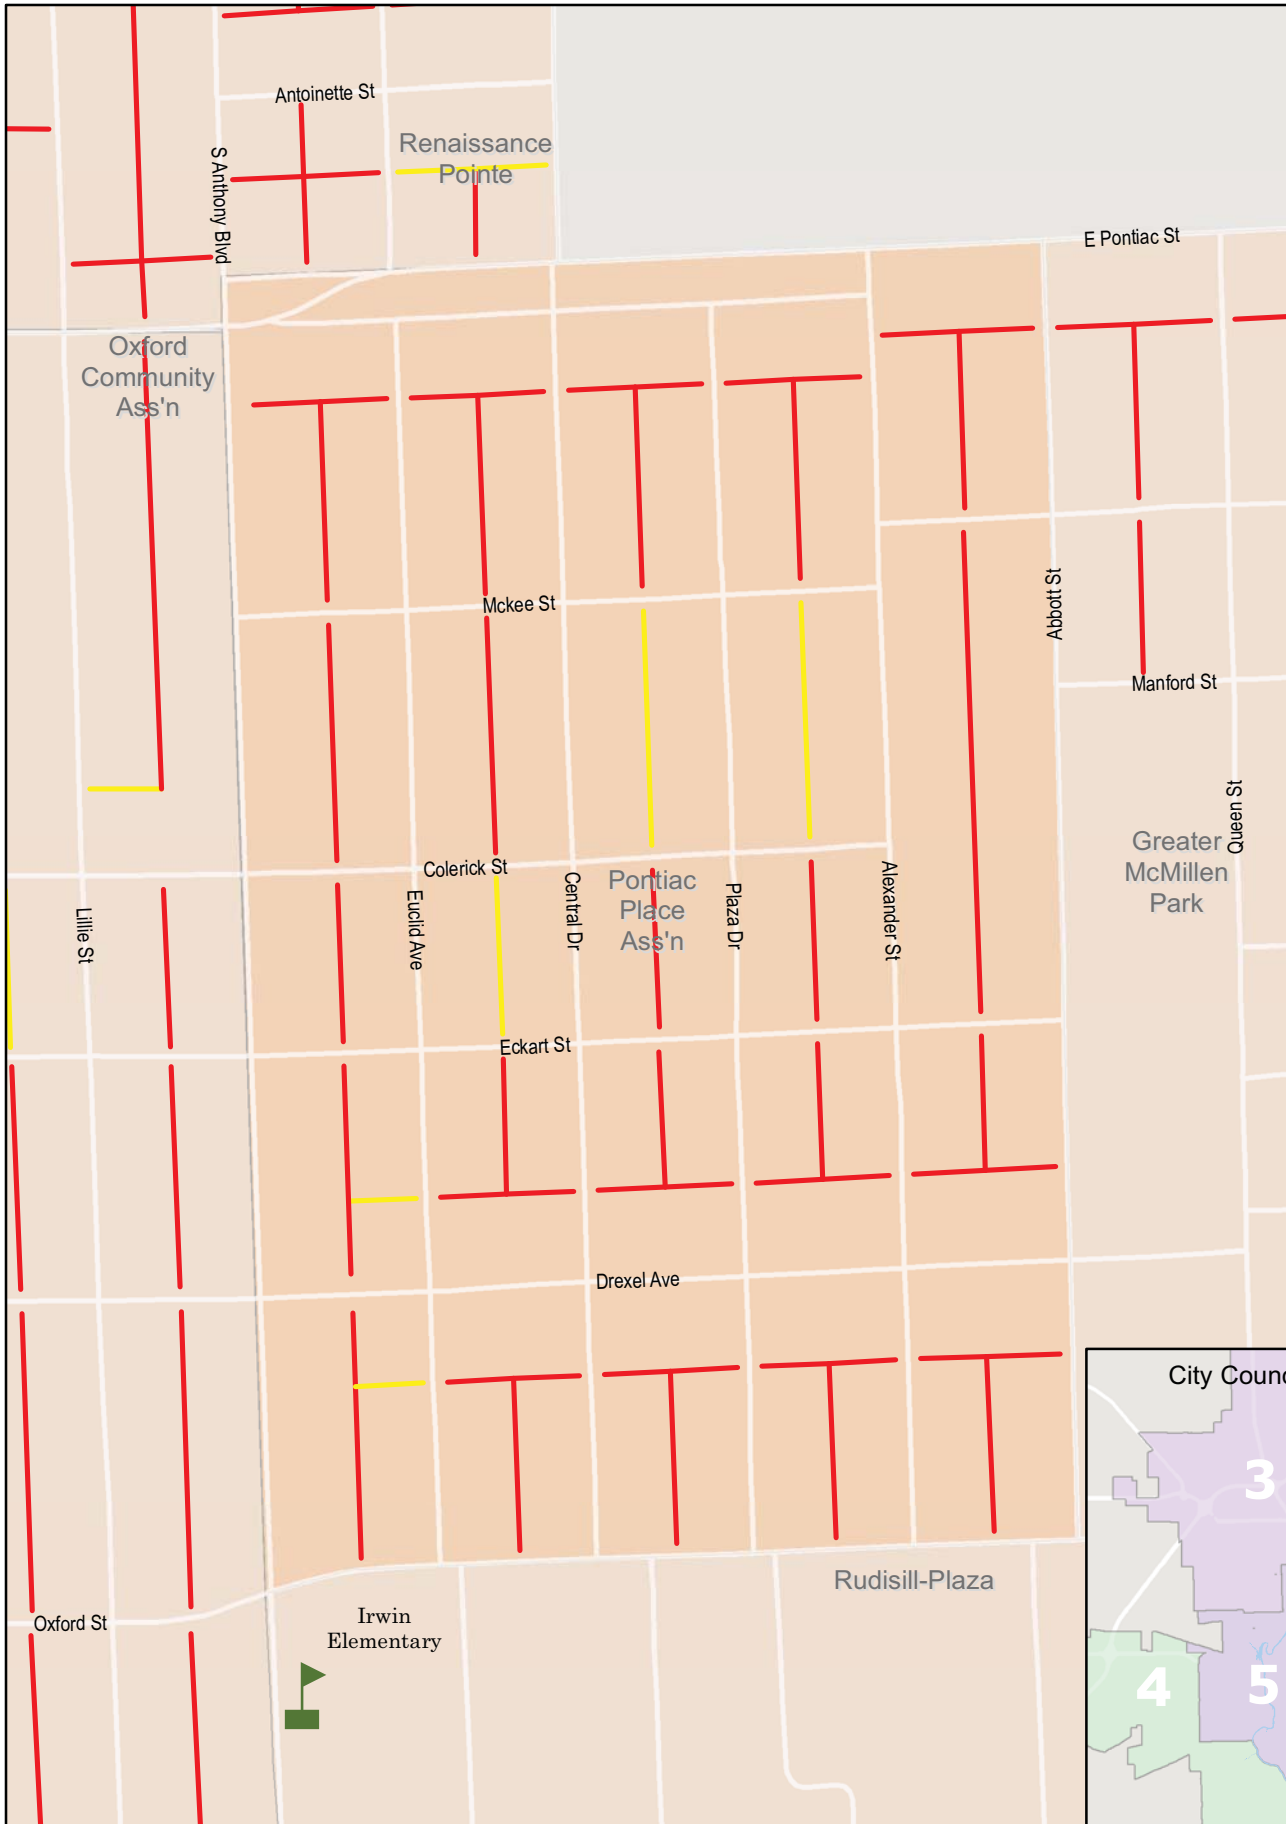 Antoinette St
Renaissance
Pointe
S Anthony Blvd
E Pontiac St
Oxford
Community
Ass'n
Mckee St
Abbott St
Manford St
Queen St
Greater
McMillen
Park
Colerick St
Pontiac
Place
Ass'n
Lillie St
Euclid Ave
Central Dr
Plaza Dr
Alexander St
Eckart St
Drexel Ave
City Counc
3
Rudisill-Plaza
Irwin
Elementary
Oxford St
4
5